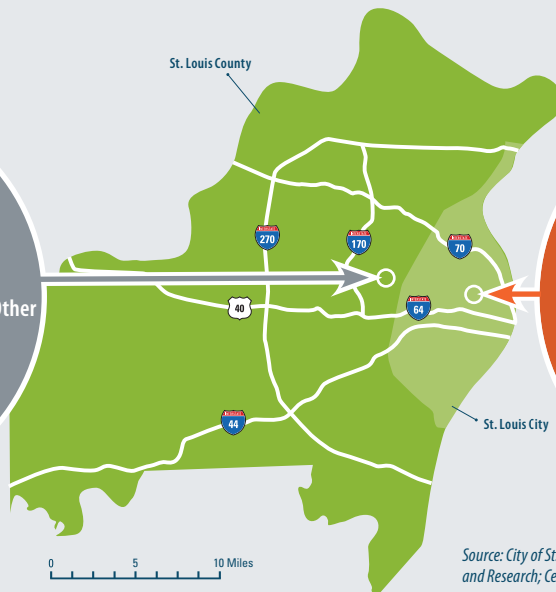 St. Louis County
270
170
70
Other
40
64
44
St. Louis City
0 5 10 Miles
Source: City of St.
and Research; Ce